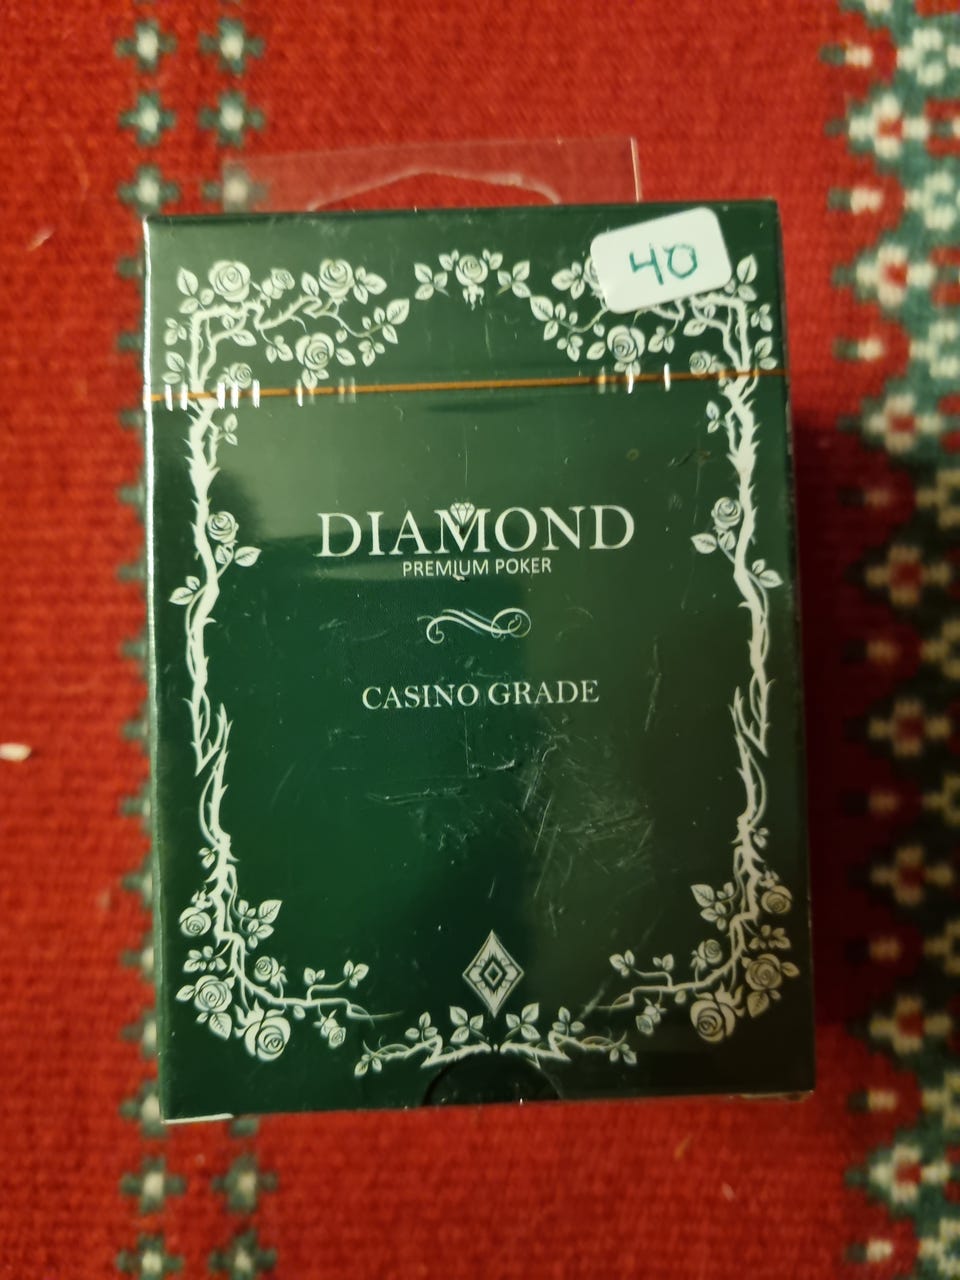 40
DIAMOND
PREMIUM POKER
CASINO GRADE